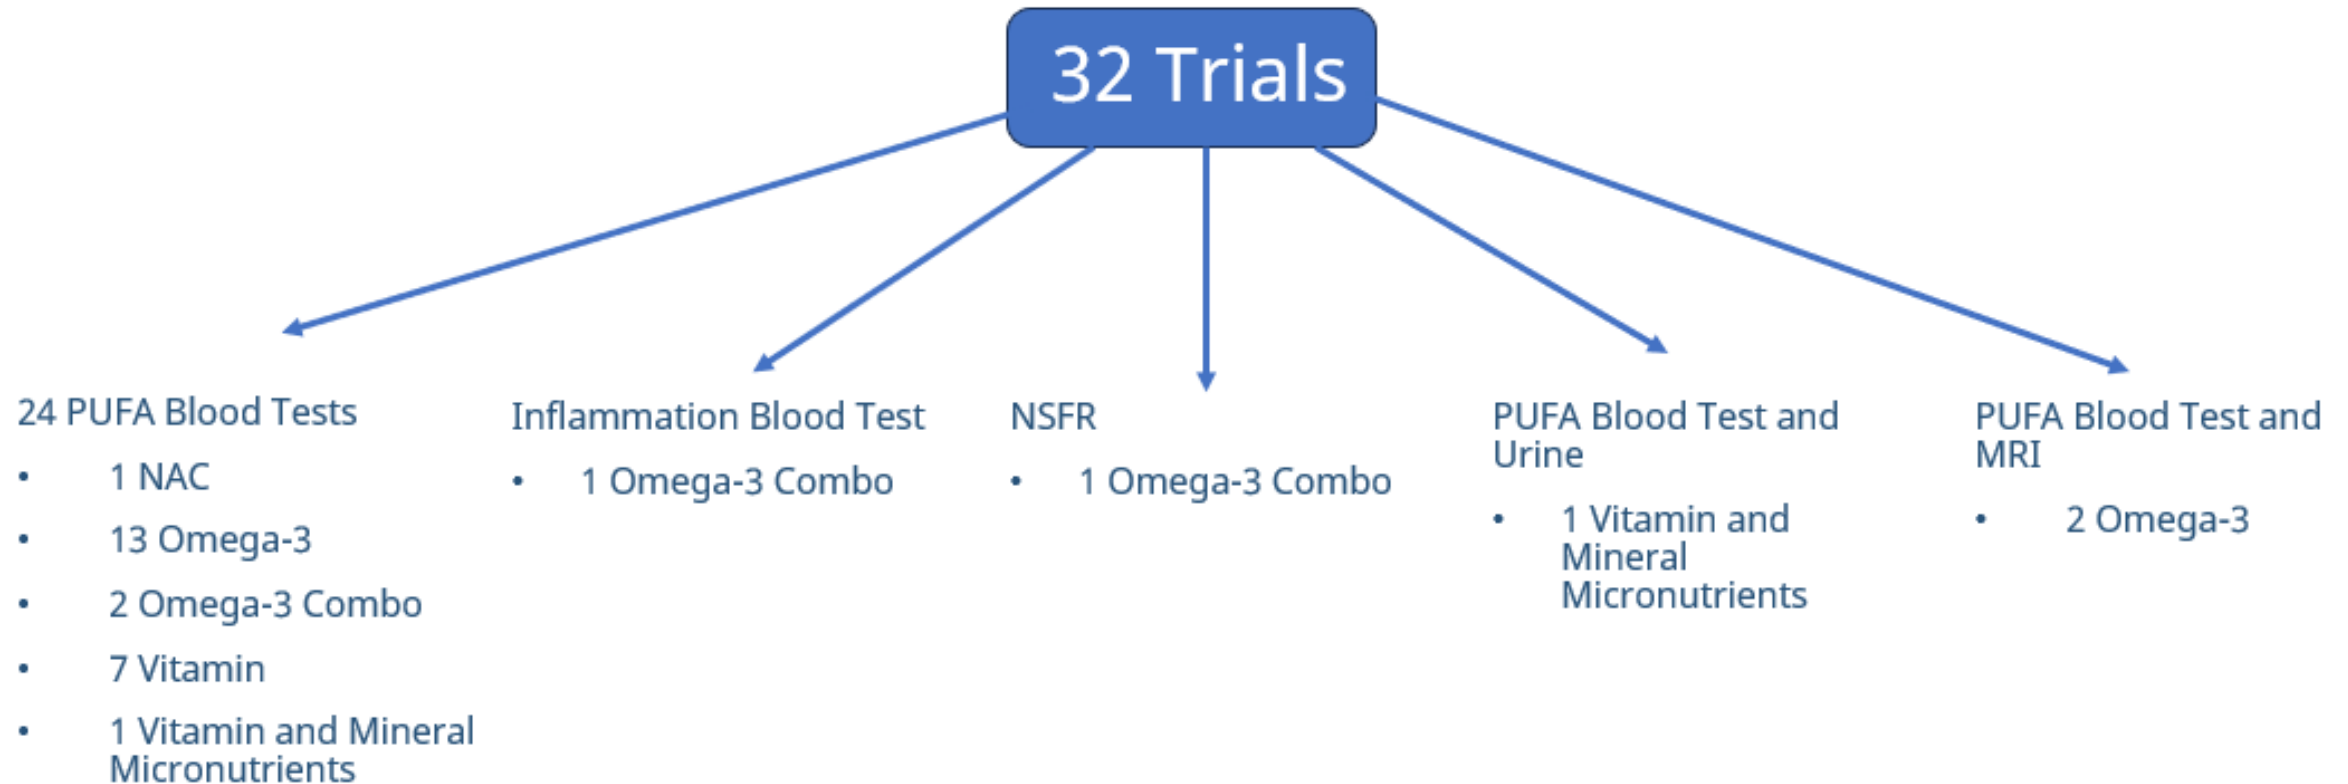 32 Trials
24 PUFA Blood Tests
• 1 NAC
• 13 Omega-3
• 2 Omega-3 Combo
• 7 Vitamin
• 1 Vitamin and Mineral
Micronutrients
Inflammation Blood Test
• 1 Omega-3 Combo
NSFR
• 1 Omega-3 Combo
PUFA Blood Test and
Urine
• 1 Vitamin and
Mineral
Micronutrients
PUFA Blood Test and
MRI
• 2 Omega-3